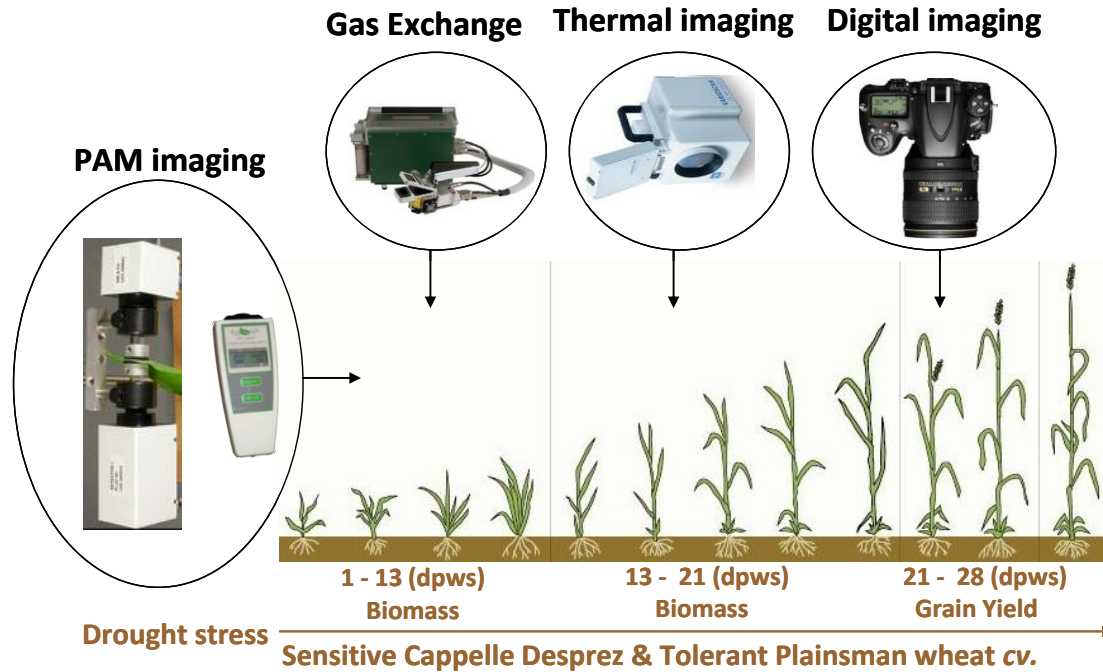 Gas Exchange
Thermal imaging
Digital imaging
PAM imaging
1 - 13 (dpws)
Biomass
13 - 21 (dpws)
Biomass
21 - 28 (dpws)
Grain Yield
Drought stress
Sensitive Cappelle Desprez & Tolerant Plainsman wheat cv.